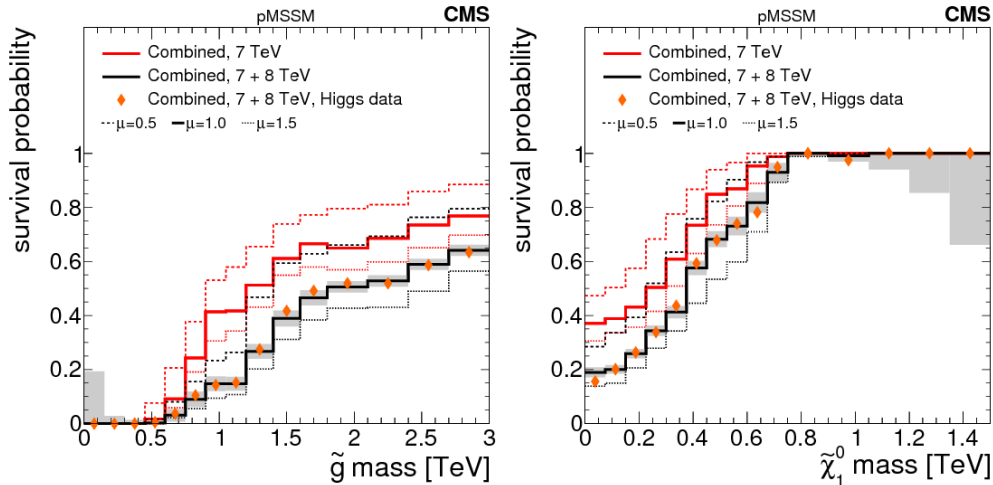 pMSSM CMS
survival probability
Combined, 7 TeV
Combined, 7 + 8 TeV
Combined, 7 + 8 TeV, Higgs data
μ=0.5 μ=1.0 μ=1.5
1
0.8
0.6
0.4
0.2
0
0 0.5 1 1.5 2 2.5 3
g̃ mass [TeV]
pMSSM CMS
survival probability
Combined, 7 TeV
Combined, 7 + 8 TeV
Combined, 7 + 8 TeV, Higgs data
μ=0.5 μ=1.0 μ=1.5
1
0.8
0.6
0.4
0.2
0
0 0.2 0.4 0.6 0.8 1 1.2 1.4
χ̃⁰₁ mass [TeV]